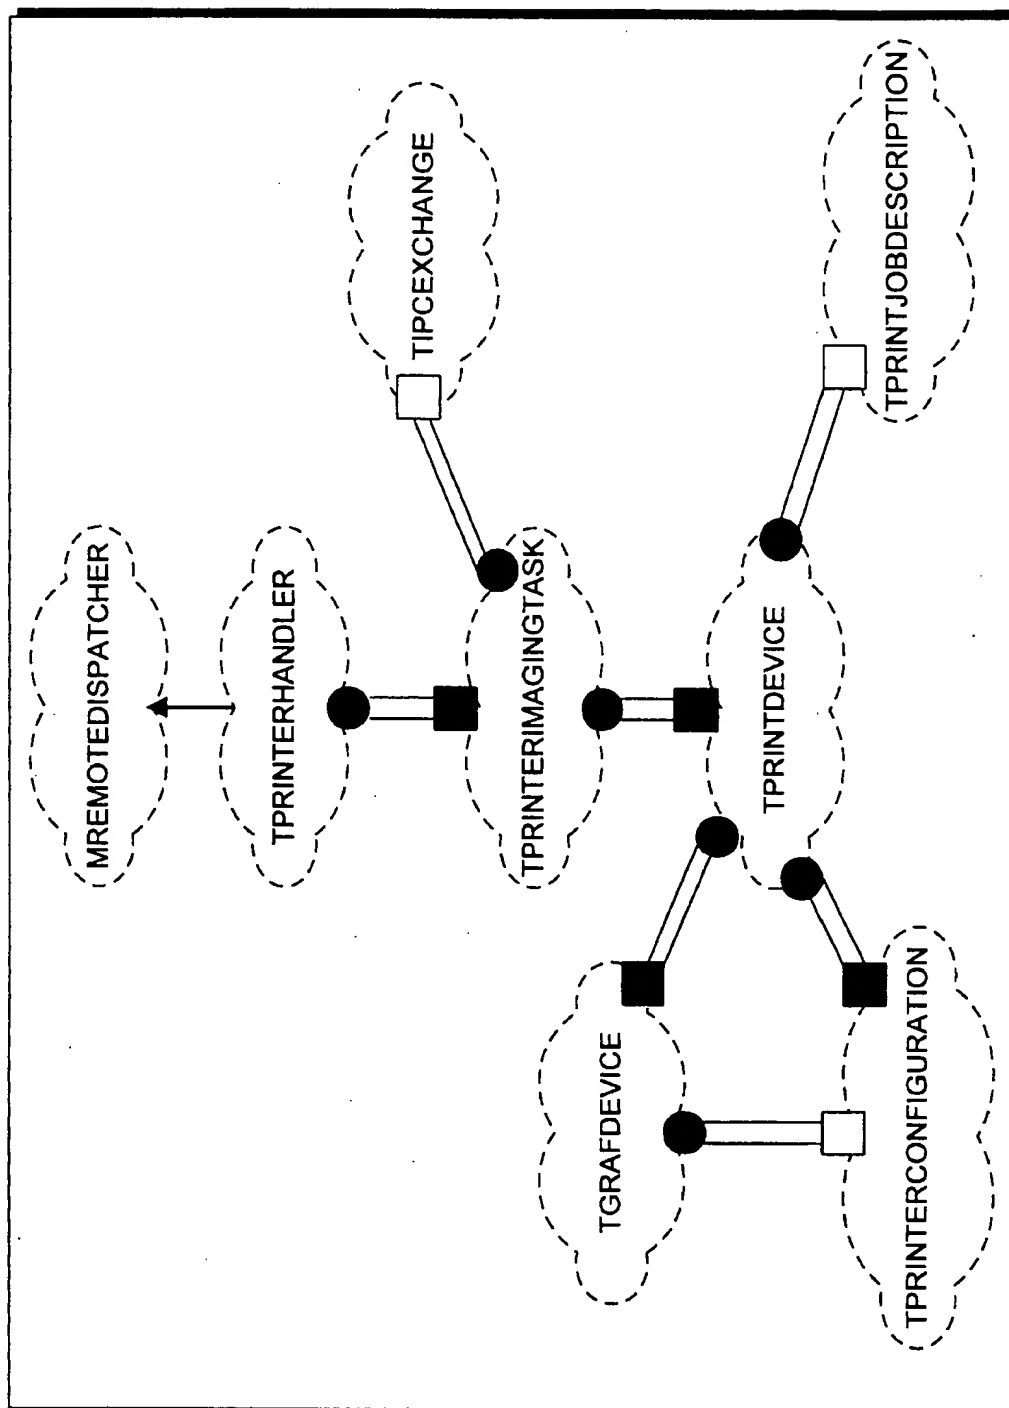 MREMOTEDISPATCHER
TPRINTERHANDLER
TIPCEXCHANGE
TPRINTERIMAGINGTASK
TPRINTDEVICE
TPRINTJOBDESCRIPTION
TGRAFDEVICE
TPRINTERCONFIGURATION